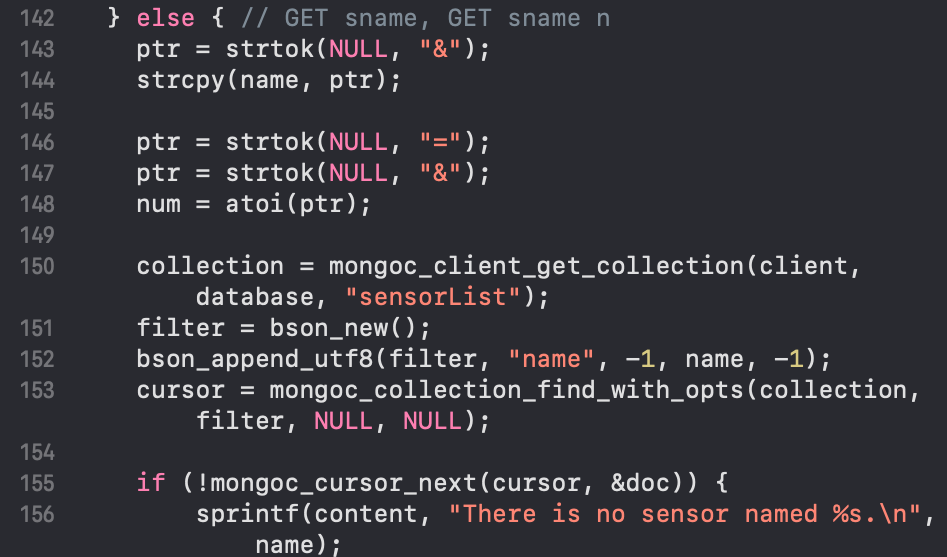 142 } else { // GET sname, GET sname n
143 ptr = strtok(NULL, "&");
144 strcpy(name, ptr);
145
146 ptr = strtok(NULL, "=");
147 ptr = strtok(NULL, "&");
148 num = atoi(ptr);
149
150 collection = mongoc_client_get_collection(client,
database, "sensorList");
151 filter = bson_new();
152 bson_append_utf8(filter, "name", -1, name, -1);
153 cursor = mongoc_collection_find_with_opts(collection,
filter, NULL, NULL);
154
155 if (!mongoc_cursor_next(cursor, &doc)) {
156 sprintf(content, "There is no sensor named %s.\n",
name);